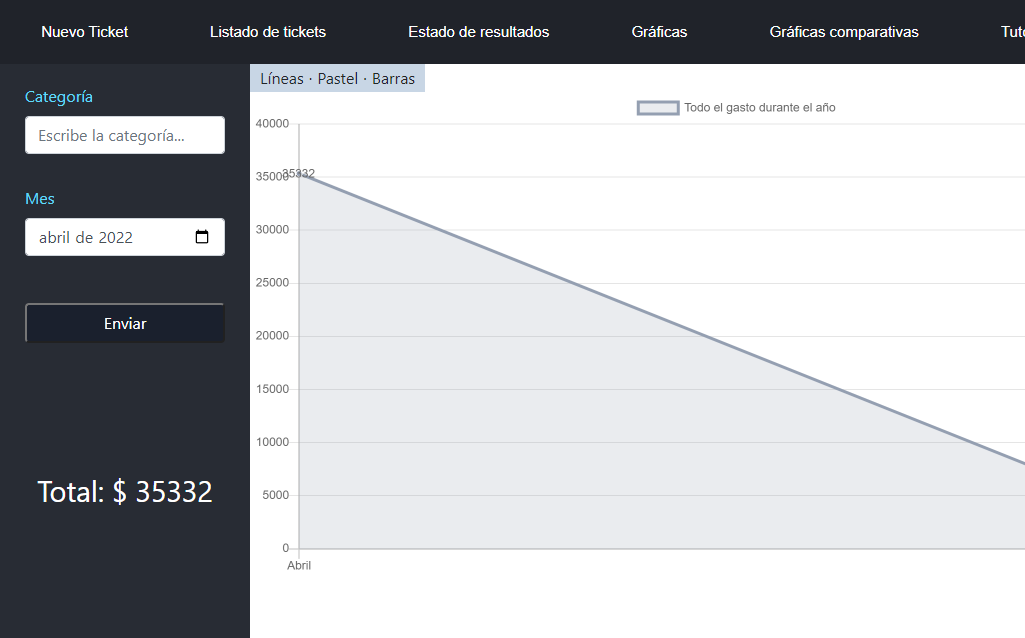 Nuevo Ticket Listado de tickets Estado de resultados Gráficas Gráficas comparativas Tuto
Categoría
Escribe la categoría...
Mes
abril de 2022
Enviar
Total: $ 35332
Líneas · Pastel · Barras
Todo el gasto durante el año
40000
35332
35000
30000
25000
20000
15000
10000
5000
0
Abril